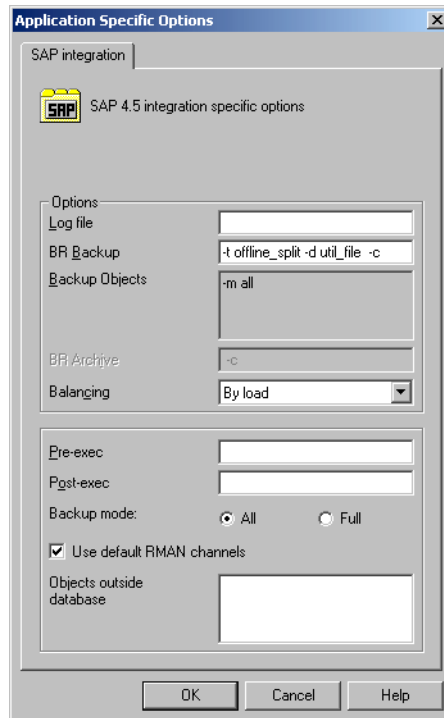 Application Specific Options
SAP integration
SAP
SAP 4.5 integration specific options
Options
Log file
BR Backup
-t offline_split -d util_file -c
Backup Objects
-m all
BR Archive
-c
Balancing
By load
Pre-exec
Post-exec
Backup mode:
All
Full
Use default RMAN channels
Objects outside
database
OK
Cancel
Help